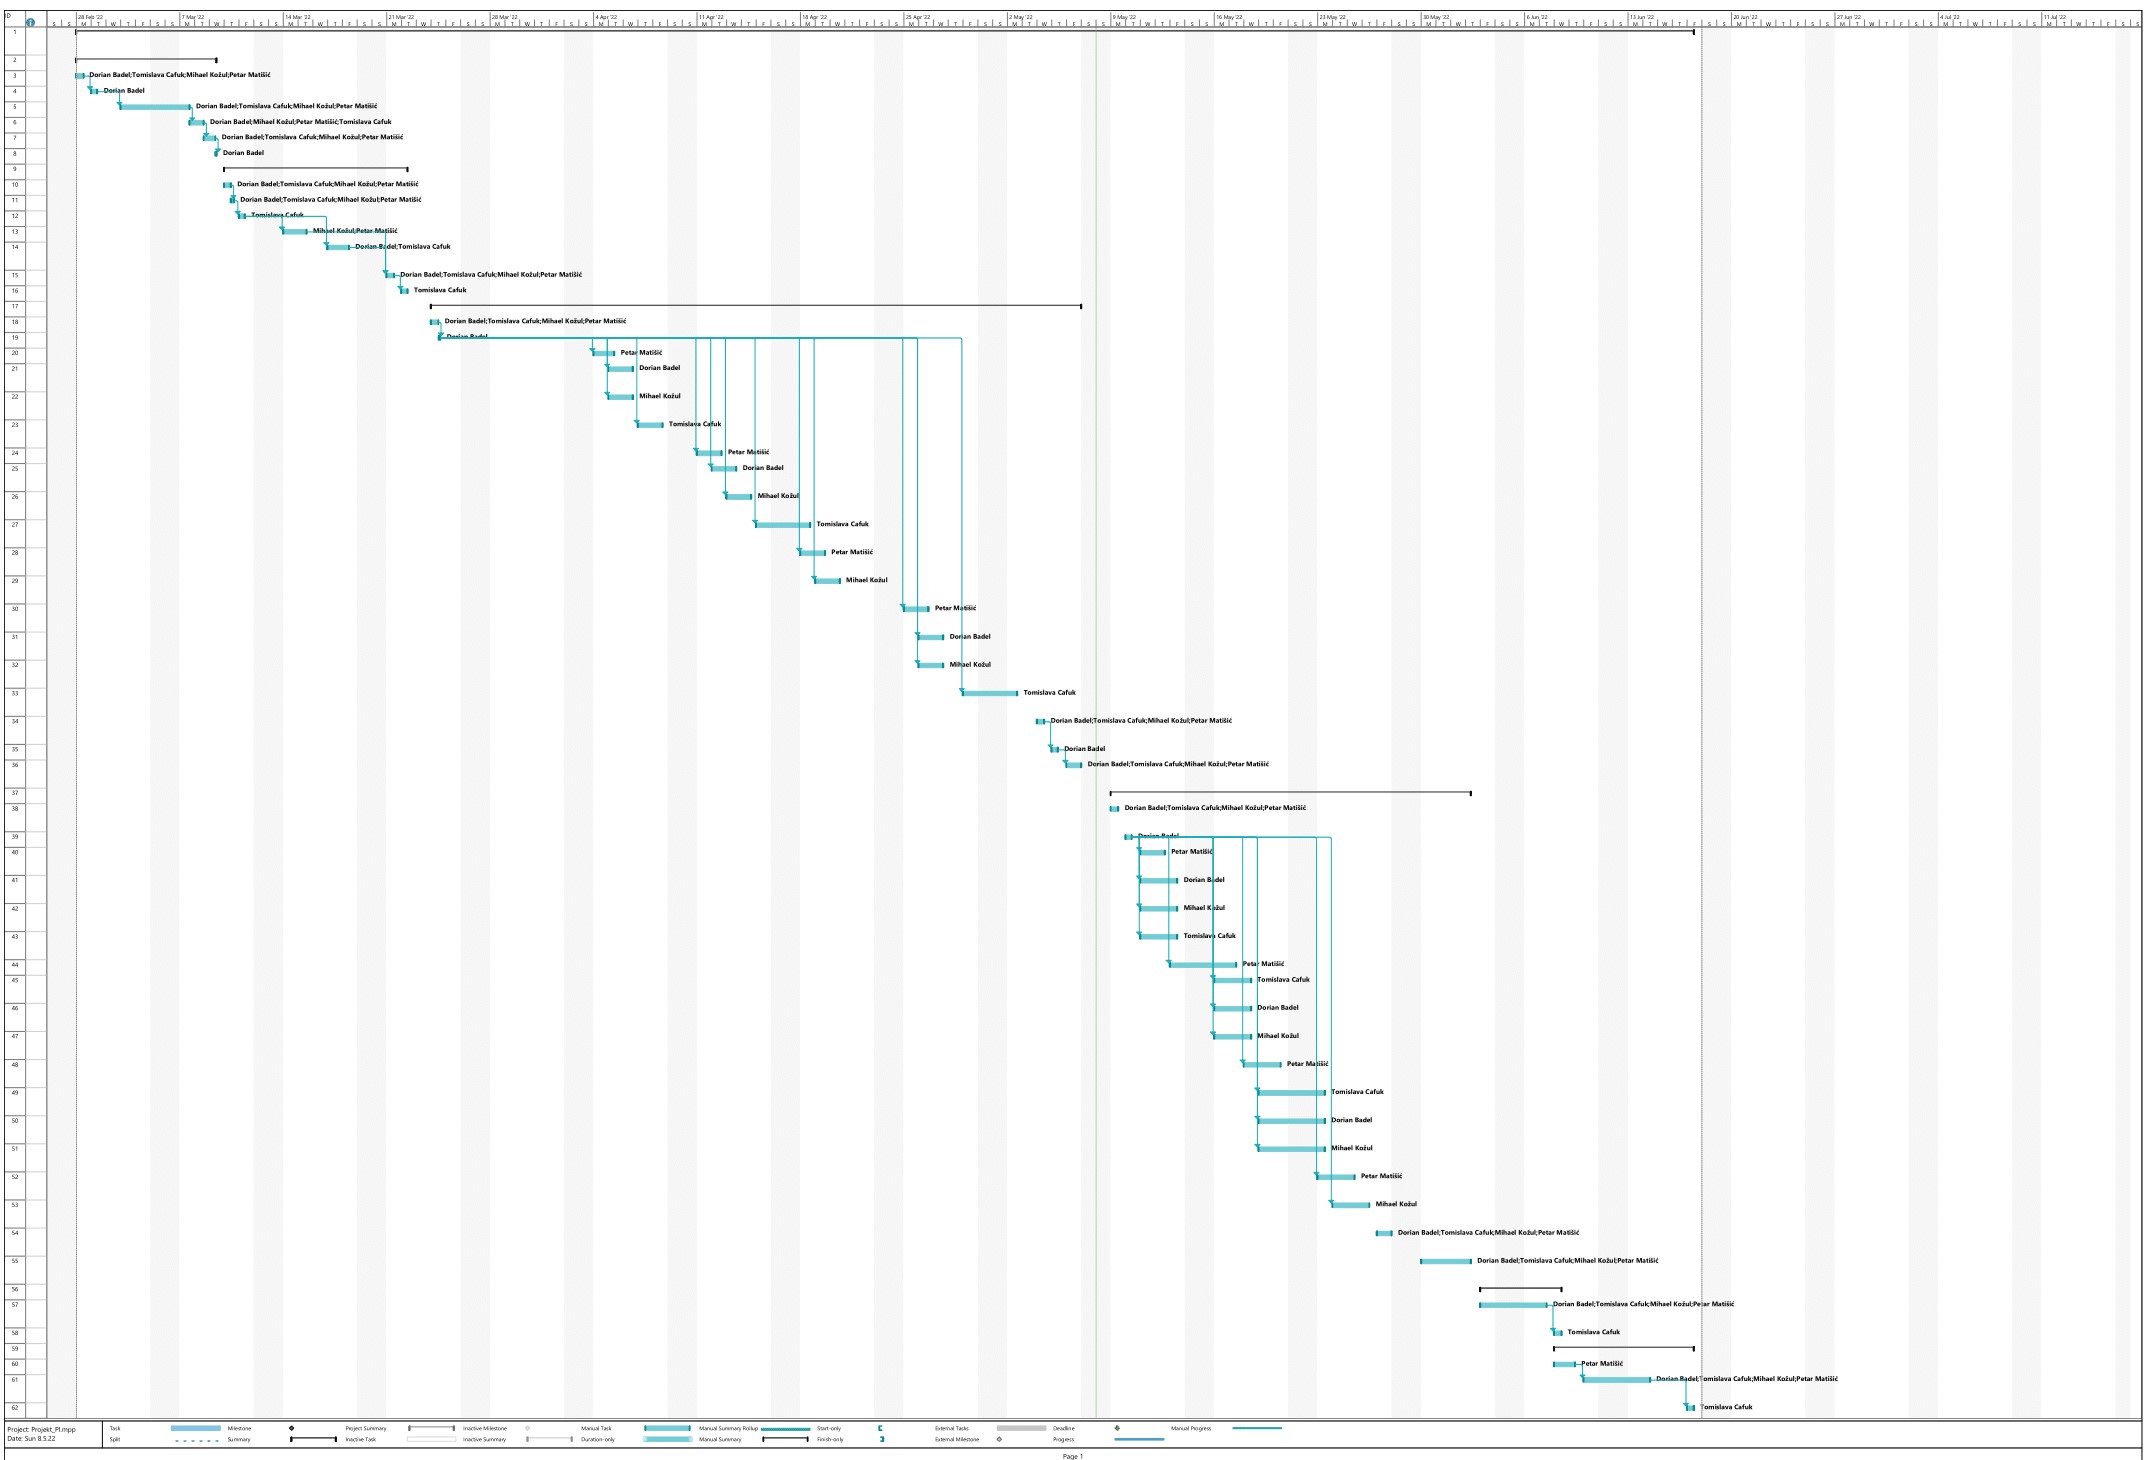 ID 28 Feb '22 7 Mar '22 14 Mar '22 21 Mar '22 28 Mar '22 4 Apr '22 11 Apr '22 18 Apr '22 25 Apr '22 2 May '22 9 May '22 16 May '22 23 May '22 30 May '22 6 Jun '22 13 Jun '22 20 Jun '22 27 Jun '22 4 Jul '22 11 Jul '22
S S M T W T F S S M T W T F S S M T W T F S S M T W T F S S M T W T F S S M T W T F S S M T W T F S S M T W T F S S M T W T F S S M T W T F S S M T W T F S S M T W T F S S M T W T F S S M T W T F S S M T W T F S S M T W T F S S M T W T F S S M T W T F S S M T W T F S S M T W T F S S
1
2
3 Dorian Badel;Tomislava Cafuk;Mihael Kožul;Petar Matišić
4 Dorian Badel
5 Dorian Badel;Tomislava Cafuk;Mihael Kožul;Petar Matišić
6 Dorian Badel;Mihael Kožul;Petar Matišić;Tomislava Cafuk
7 Dorian Badel;Tomislava Cafuk;Mihael Kožul;Petar Matišić
8 Dorian Badel
9
10 Dorian Badel;Tomislava Cafuk;Mihael Kožul;Petar Matišić
11 Dorian Badel;Tomislava Cafuk;Mihael Kožul;Petar Matišić
12 Tomislava Cafuk
13 Mihael Kožul;Petar Matišić
14 Dorian Badel;Tomislava Cafuk
15 Dorian Badel;Tomislava Cafuk;Mihael Kožul;Petar Matišić
16 Tomislava Cafuk
17
18 Dorian Badel;Tomislava Cafuk;Mihael Kožul;Petar Matišić
19 Dorian Badel
20 Petar Matišić
21 Dorian Badel
22 Mihael Kožul
23 Tomislava Cafuk
24 Petar Matišić
25 Dorian Badel
26 Mihael Kožul
27 Tomislava Cafuk
28 Petar Matišić
29 Mihael Kožul
30 Petar Matišić
31 Dorian Badel
32 Mihael Kožul
33 Tomislava Cafuk
34 Dorian Badel;Tomislava Cafuk;Mihael Kožul;Petar Matišić
35 Dorian Badel
36 Dorian Badel;Tomislava Cafuk;Mihael Kožul;Petar Matišić
37
38 Dorian Badel;Tomislava Cafuk;Mihael Kožul;Petar Matišić
39 Dorian Badel
40 Petar Matišić
41 Dorian Badel
42 Mihael Kožul
43 Tomislava Cafuk
44 Petar Matišić
45 Tomislava Cafuk
46 Dorian Badel
47 Mihael Kožul
48 Petar Matišić
49 Tomislava Cafuk
50 Dorian Badel
51 Mihael Kožul
52 Petar Matišić
53 Mihael Kožul
54 Dorian Badel;Tomislava Cafuk;Mihael Kožul;Petar Matišić
55 Dorian Badel;Tomislava Cafuk;Mihael Kožul;Petar Matišić
56
57 Dorian Badel;Tomislava Cafuk;Mihael Kožul;Petar Matišić
58 Tomislava Cafuk
59
60 Petar Matišić
61 Dorian Badel;Tomislava Cafuk;Mihael Kožul;Petar Matišić
62 Tomislava Cafuk
Project: Projekt_PI.mpp
Date: Sun 8.5.22
Task Milestone Project Summary Inactive Milestone Manual Task Manual Summary Rollup Start-only External Tasks Deadline Manual Progress
Split Summary Inactive Task Inactive Summary Duration-only Manual Summary Finish-only External Milestone Progress
Page 1